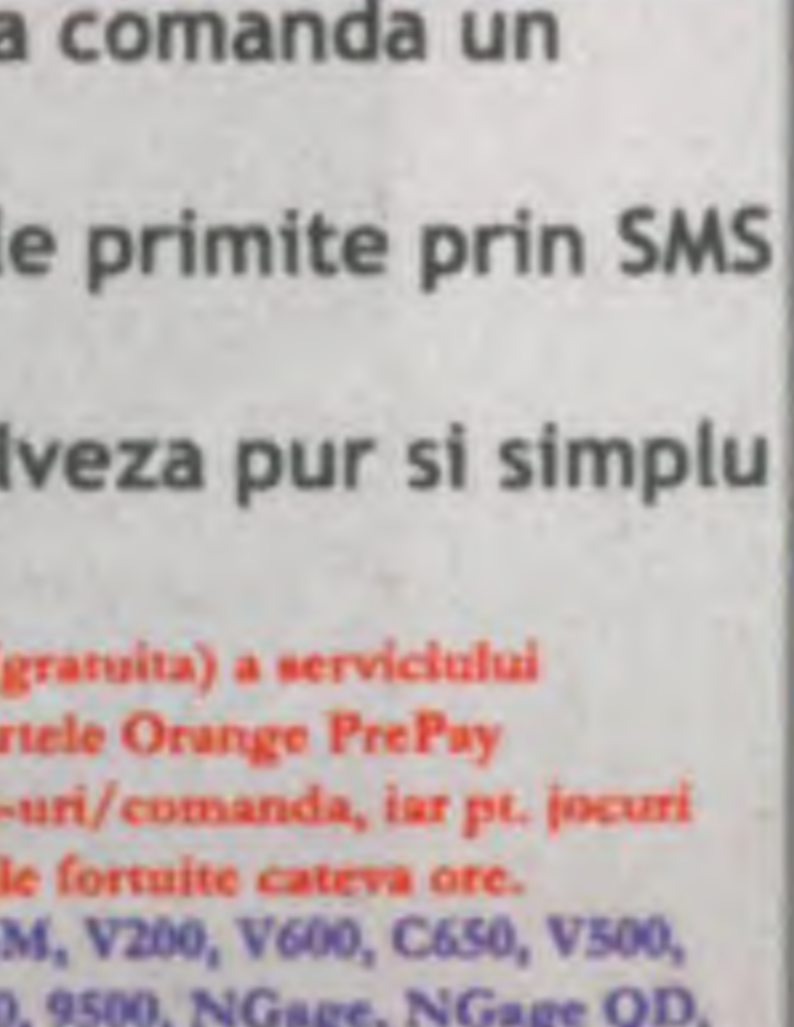 a comanda un
le primite prin SMS
lveza pur si simplu
(gratuita) a serviciului
rtele Orange PrePay
-uri/comanda, iar pt. jocuri
le fortuite cateva ore.
M, V200, V600, C650, V500,
0, 9500, NGage, NGage QD,